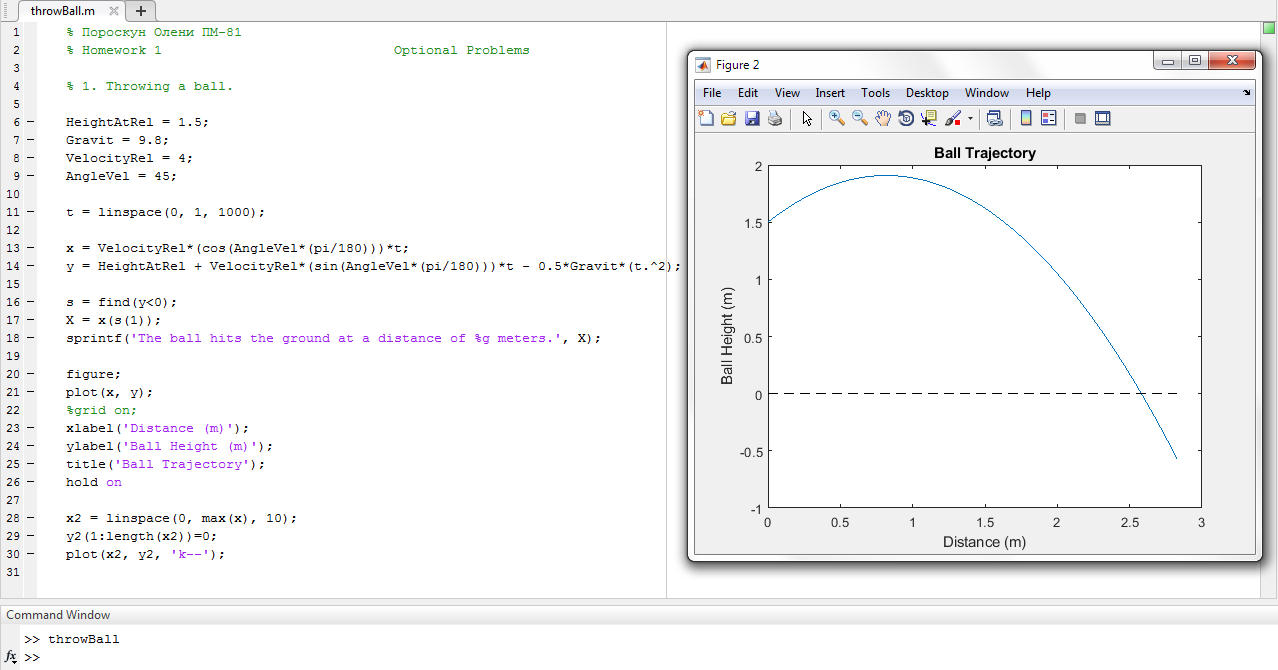 throwBall.m
1 % Пороскун Олени ПМ-81
2 % Homework 1 Optional Problems
3
4 % 1. Throwing a ball.
5
6 HeightAtRel = 1.5;
7 Gravit = 9.8;
8 VelocityRel = 4;
9 AngleVel = 45;
10
11 t = linspace(0, 1, 1000);
12
13 x = VelocityRel*(cos(AngleVel*(pi/180)))*t;
14 y = HeightAtRel + VelocityRel*(sin(AngleVel*(pi/180)))*t - 0.5*Gravit*(t.^2);
15
16 s = find(y<0);
17 X = x(s(1));
18 sprintf('The ball hits the ground at a distance of %g meters.', X);
19
20 figure;
21 plot(x, y);
22 %grid on;
23 xlabel('Distance (m)');
24 ylabel('Ball Height (m)');
25 title('Ball Trajectory');
26 hold on
27
28 x2 = linspace(0, max(x), 10);
29 y2(1:length(x2))=0;
30 plot(x2, y2, 'k--');
31
Figure 2
File Edit View Insert Tools Desktop Window Help
Ball Trajectory
Ball Height (m)
2
1.5
1
0.5
0
-0.5
-1
0 0.5 1 1.5 2 2.5 3
Distance (m)
Command Window
>> throwBall
fx >>